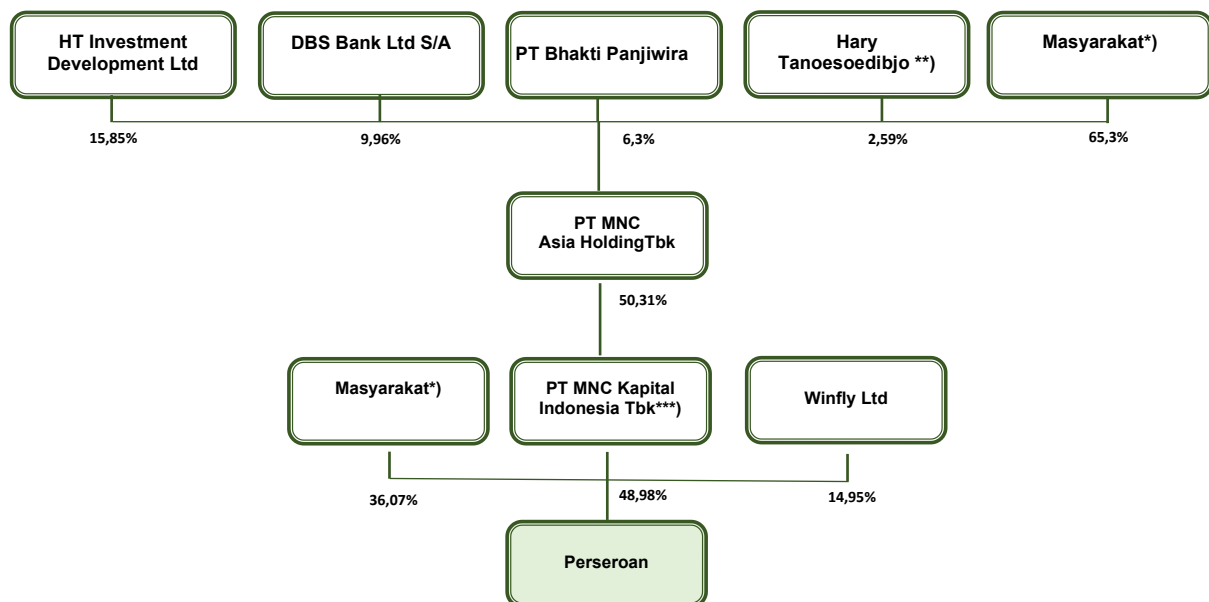 HT Investment
Development Ltd
DBS Bank Ltd S/A
PT Bhakti Panjiwira
Hary
Tanoesoedibjo **)
Masyarakat*)
15,85%
9,96%
6,3%
2,59%
65,3%
PT MNC
Asia HoldingTbk
50,31%
Masyarakat*)
PT MNC Kapital
Indonesia Tbk***)
Winfly Ltd
36,07%
48,98%
14,95%
Perseroan